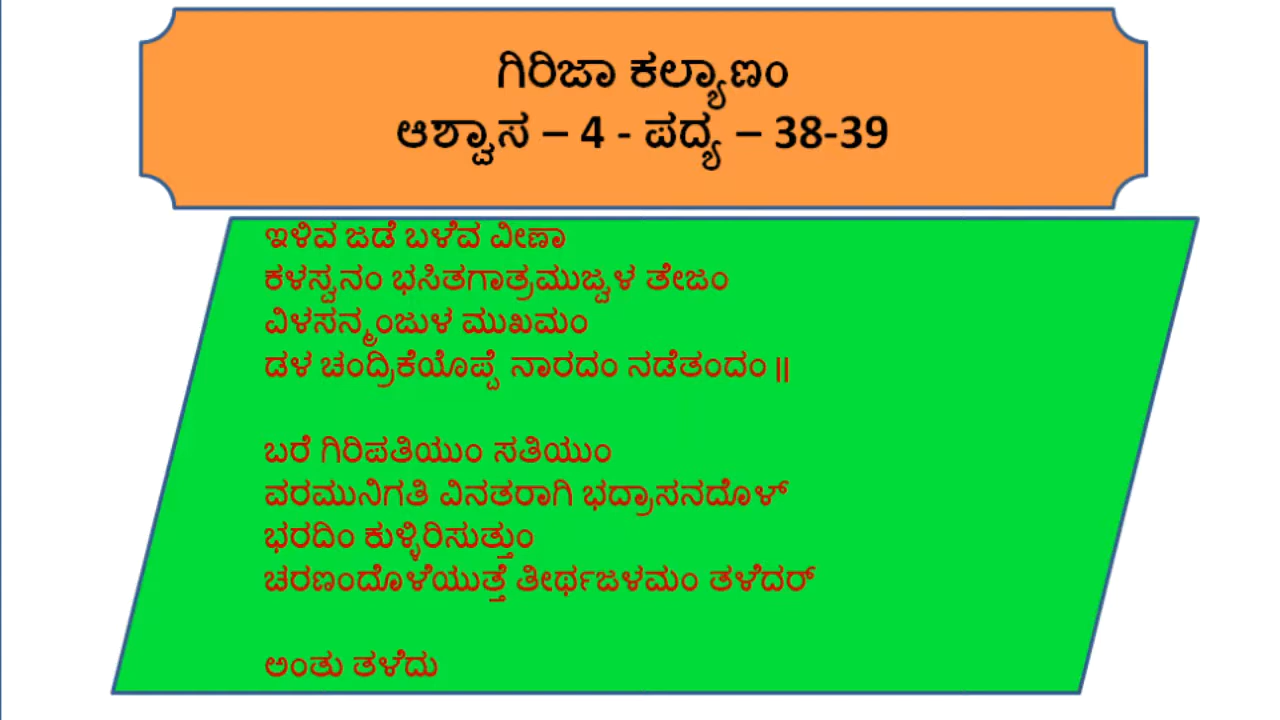 ಗಿರಿಜಾ ಕಲ್ಯಾಣಂ
ಆಶ್ವಾಸ – 4 - ಪದ್ಯ – 38-39
ಇಳಿವ ಜಡೆ ಬಳೆವ ವೀಣಾ
ಕಳಸ್ವನಂ ಭಸಿತಗಾತ್ರಮುಜ್ವಳ ತೇಜಂ
ವಿಳಸನ್ಮಂಜುಳ ಮುಖಮಂ
ಡಳ ಚಂದ್ರಿಕೆಯೊಪ್ಪೆ ನಾರದಂ ನಡೆತಂದಂ ||
ಬರೆ ಗಿರಿಪತಿಯುಂ ಸತಿಯುಂ
ವರಮುನಿಗತಿ ವಿನತರಾಗಿ ಭದ್ರಾಸನದೊಳ್
ಭರದಿಂ ಕುಳ್ಳಿರಿಸುತ್ತುಂ
ಚರಣಂದೊಳೆಯುತ್ತೆ ತೀರ್ಥಜಳಮಂ ತಳೆದರ್
ಅಂತು ತಳೆದು